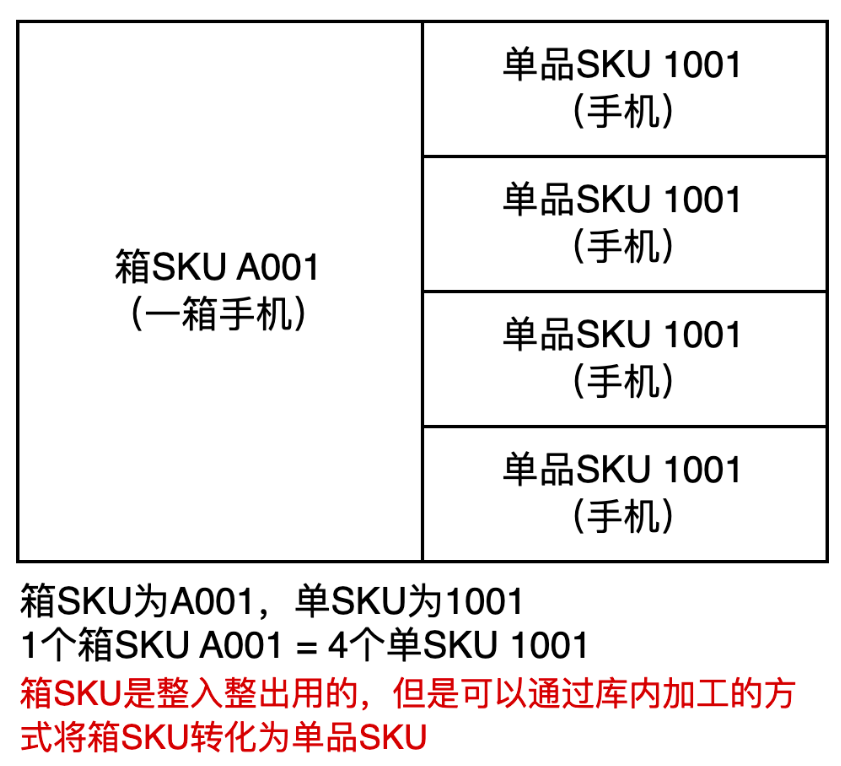 箱SKU A001
（一箱手机）
单品SKU 1001
（手机）
单品SKU 1001
（手机）
单品SKU 1001
（手机）
单品SKU 1001
（手机）
箱SKU为A001，单SKU为1001
1个箱SKU A001 = 4个单SKU 1001
箱SKU是整入整出用的，但是可以通过库内加工的方
式将箱SKU转化为单品SKU